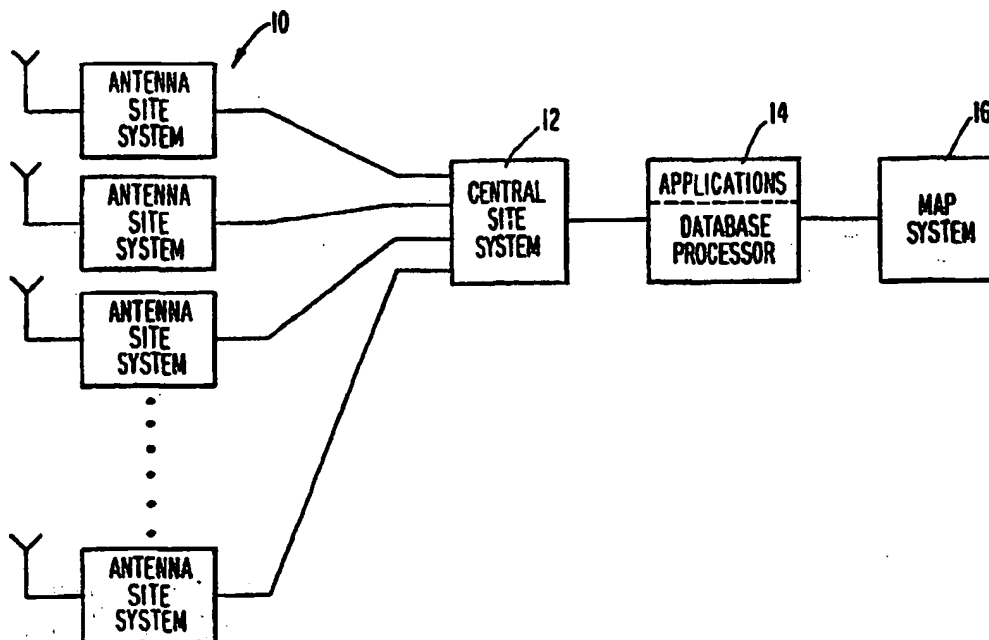 10
ANTENNA
SITE
SYSTEM
ANTENNA
SITE
SYSTEM
ANTENNA
SITE
SYSTEM
ANTENNA
SITE
SYSTEM
12
CENTRAL
SITE
SYSTEM
14
APPLICATIONS
DATABASE
PROCESSOR
16
MAP
SYSTEM